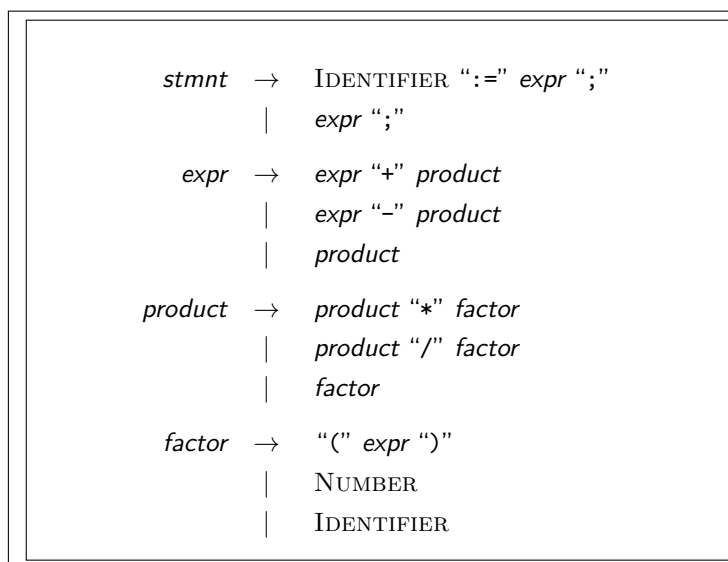 stmnt → IDENTIFIER “:=” expr “;”
| expr “;”
expr → expr “+” product
| expr “-” product
| product
product → product “*” factor
| product “/” factor
| factor
factor → “(” expr “)”
| NUMBER
| IDENTIFIER